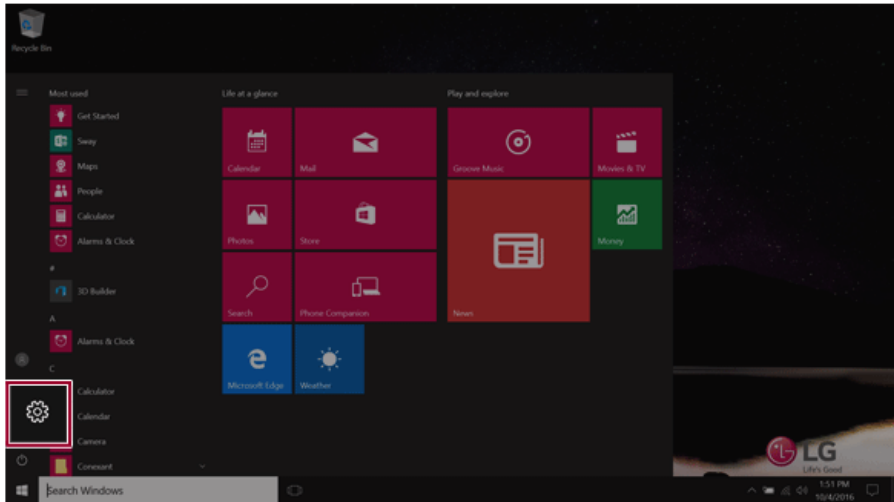 Recycle Bin
Most used
Get Started
Sway
Maps
People
Calculator
Alarms & Clock
#
3D Builder
A
Alarms & Clock
C
Calculator
Calendar
Camera
Conexant
Life at a glance
Calendar
Mail
Photos
Store
Search
Phone Companion
Microsoft Edge
Weather
Play and explore
Groove Music
Movies & TV
News
Money
LG
Life's Good
Search Windows
1:51 PM
10/4/2016